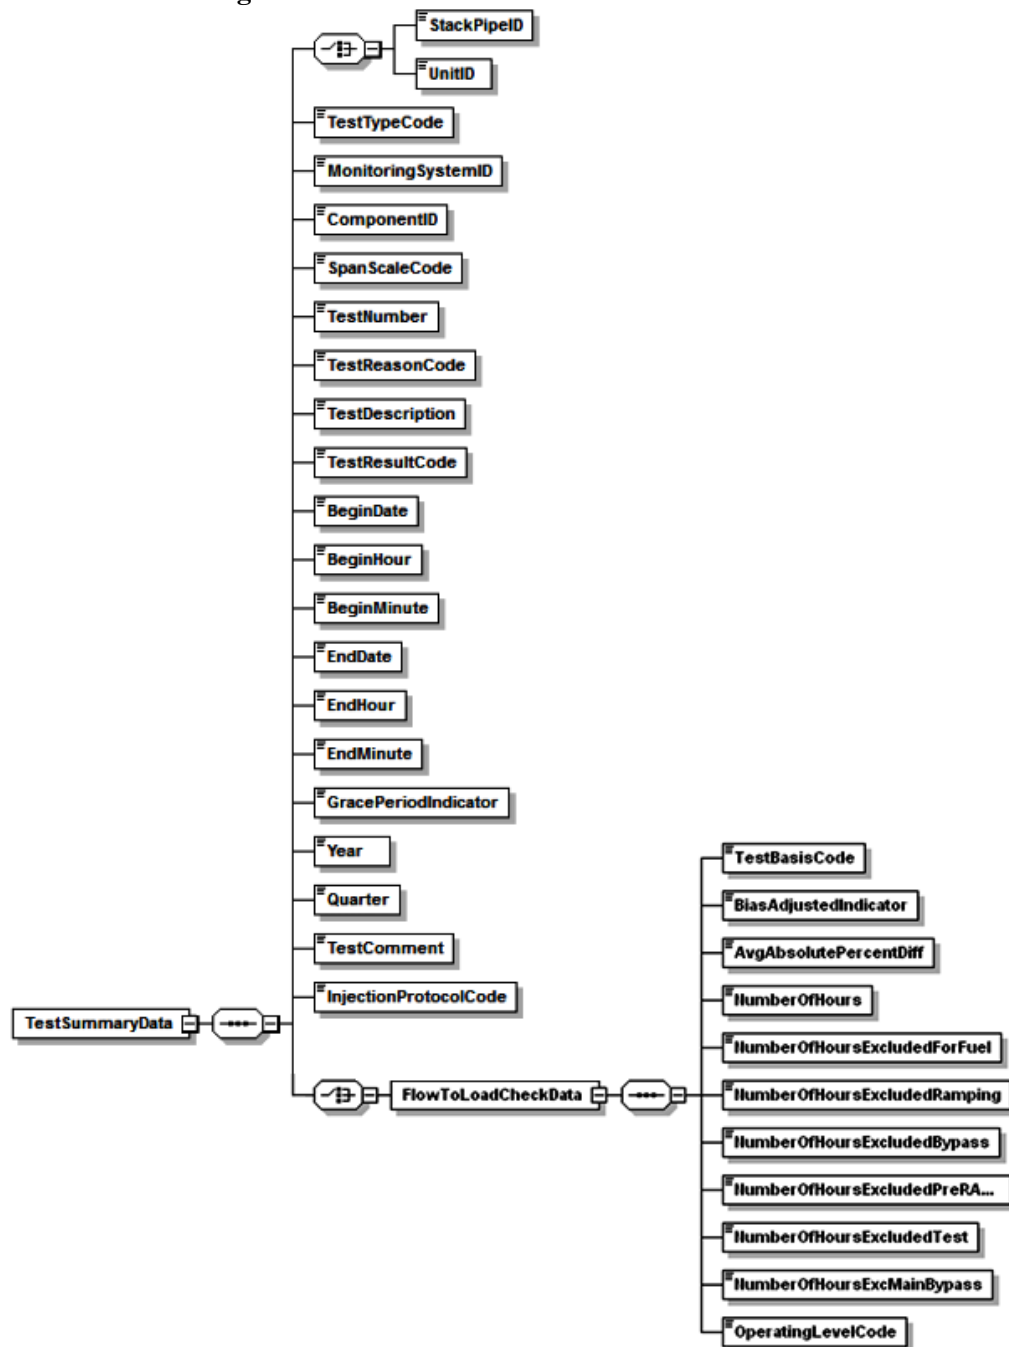 StackPipeID
UnitID
TestTypeCode
MonitoringSystemID
ComponentID
SpanScaleCode
TestNumber
TestReasonCode
TestDescription
TestResultCode
BeginDate
BeginHour
BeginMinute
EndDate
EndHour
EndMinute
GracePeriodIndicator
Year
Quarter
TestComment
InjectionProtocolCode
TestSummaryData
FlowToLoadCheckData
TestBasisCode
BiasAdjustedIndicator
AvgAbsolutePercentDiff
NumberOfHours
NumberOfHoursExcludedForFuel
NumberOfHoursExcludedRamping
NumberOfHoursExcludedBypass
NumberOfHoursExcludedPreRA...
NumberOfHoursExcludedTest
NumberOfHoursExcMainBypass
OperatingLevelCode